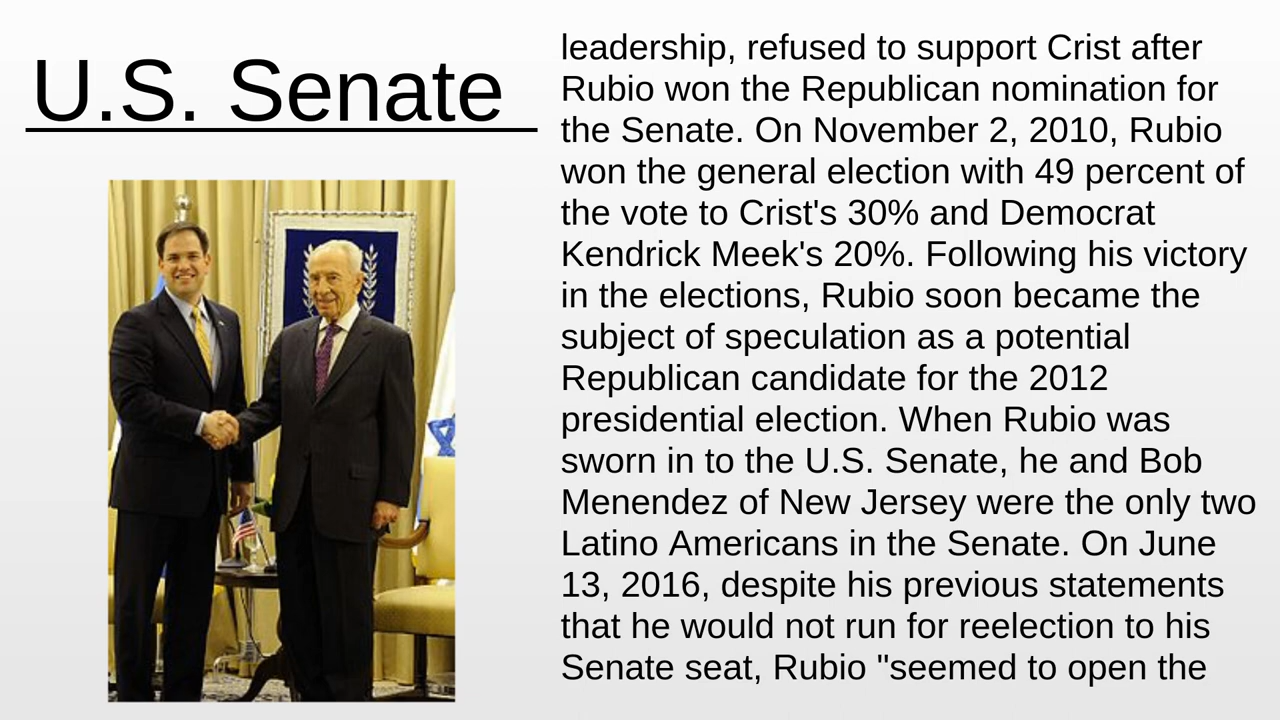 U.S. Senate
leadership, refused to support Crist after
Rubio won the Republican nomination for
the Senate. On November 2, 2010, Rubio
won the general election with 49 percent of
the vote to Crist's 30% and Democrat
Kendrick Meek's 20%. Following his victory
in the elections, Rubio soon became the
subject of speculation as a potential
Republican candidate for the 2012
presidential election. When Rubio was
sworn in to the U.S. Senate, he and Bob
Menendez of New Jersey were the only two
Latino Americans in the Senate. On June
13, 2016, despite his previous statements
that he would not run for reelection to his
Senate seat, Rubio "seemed to open the